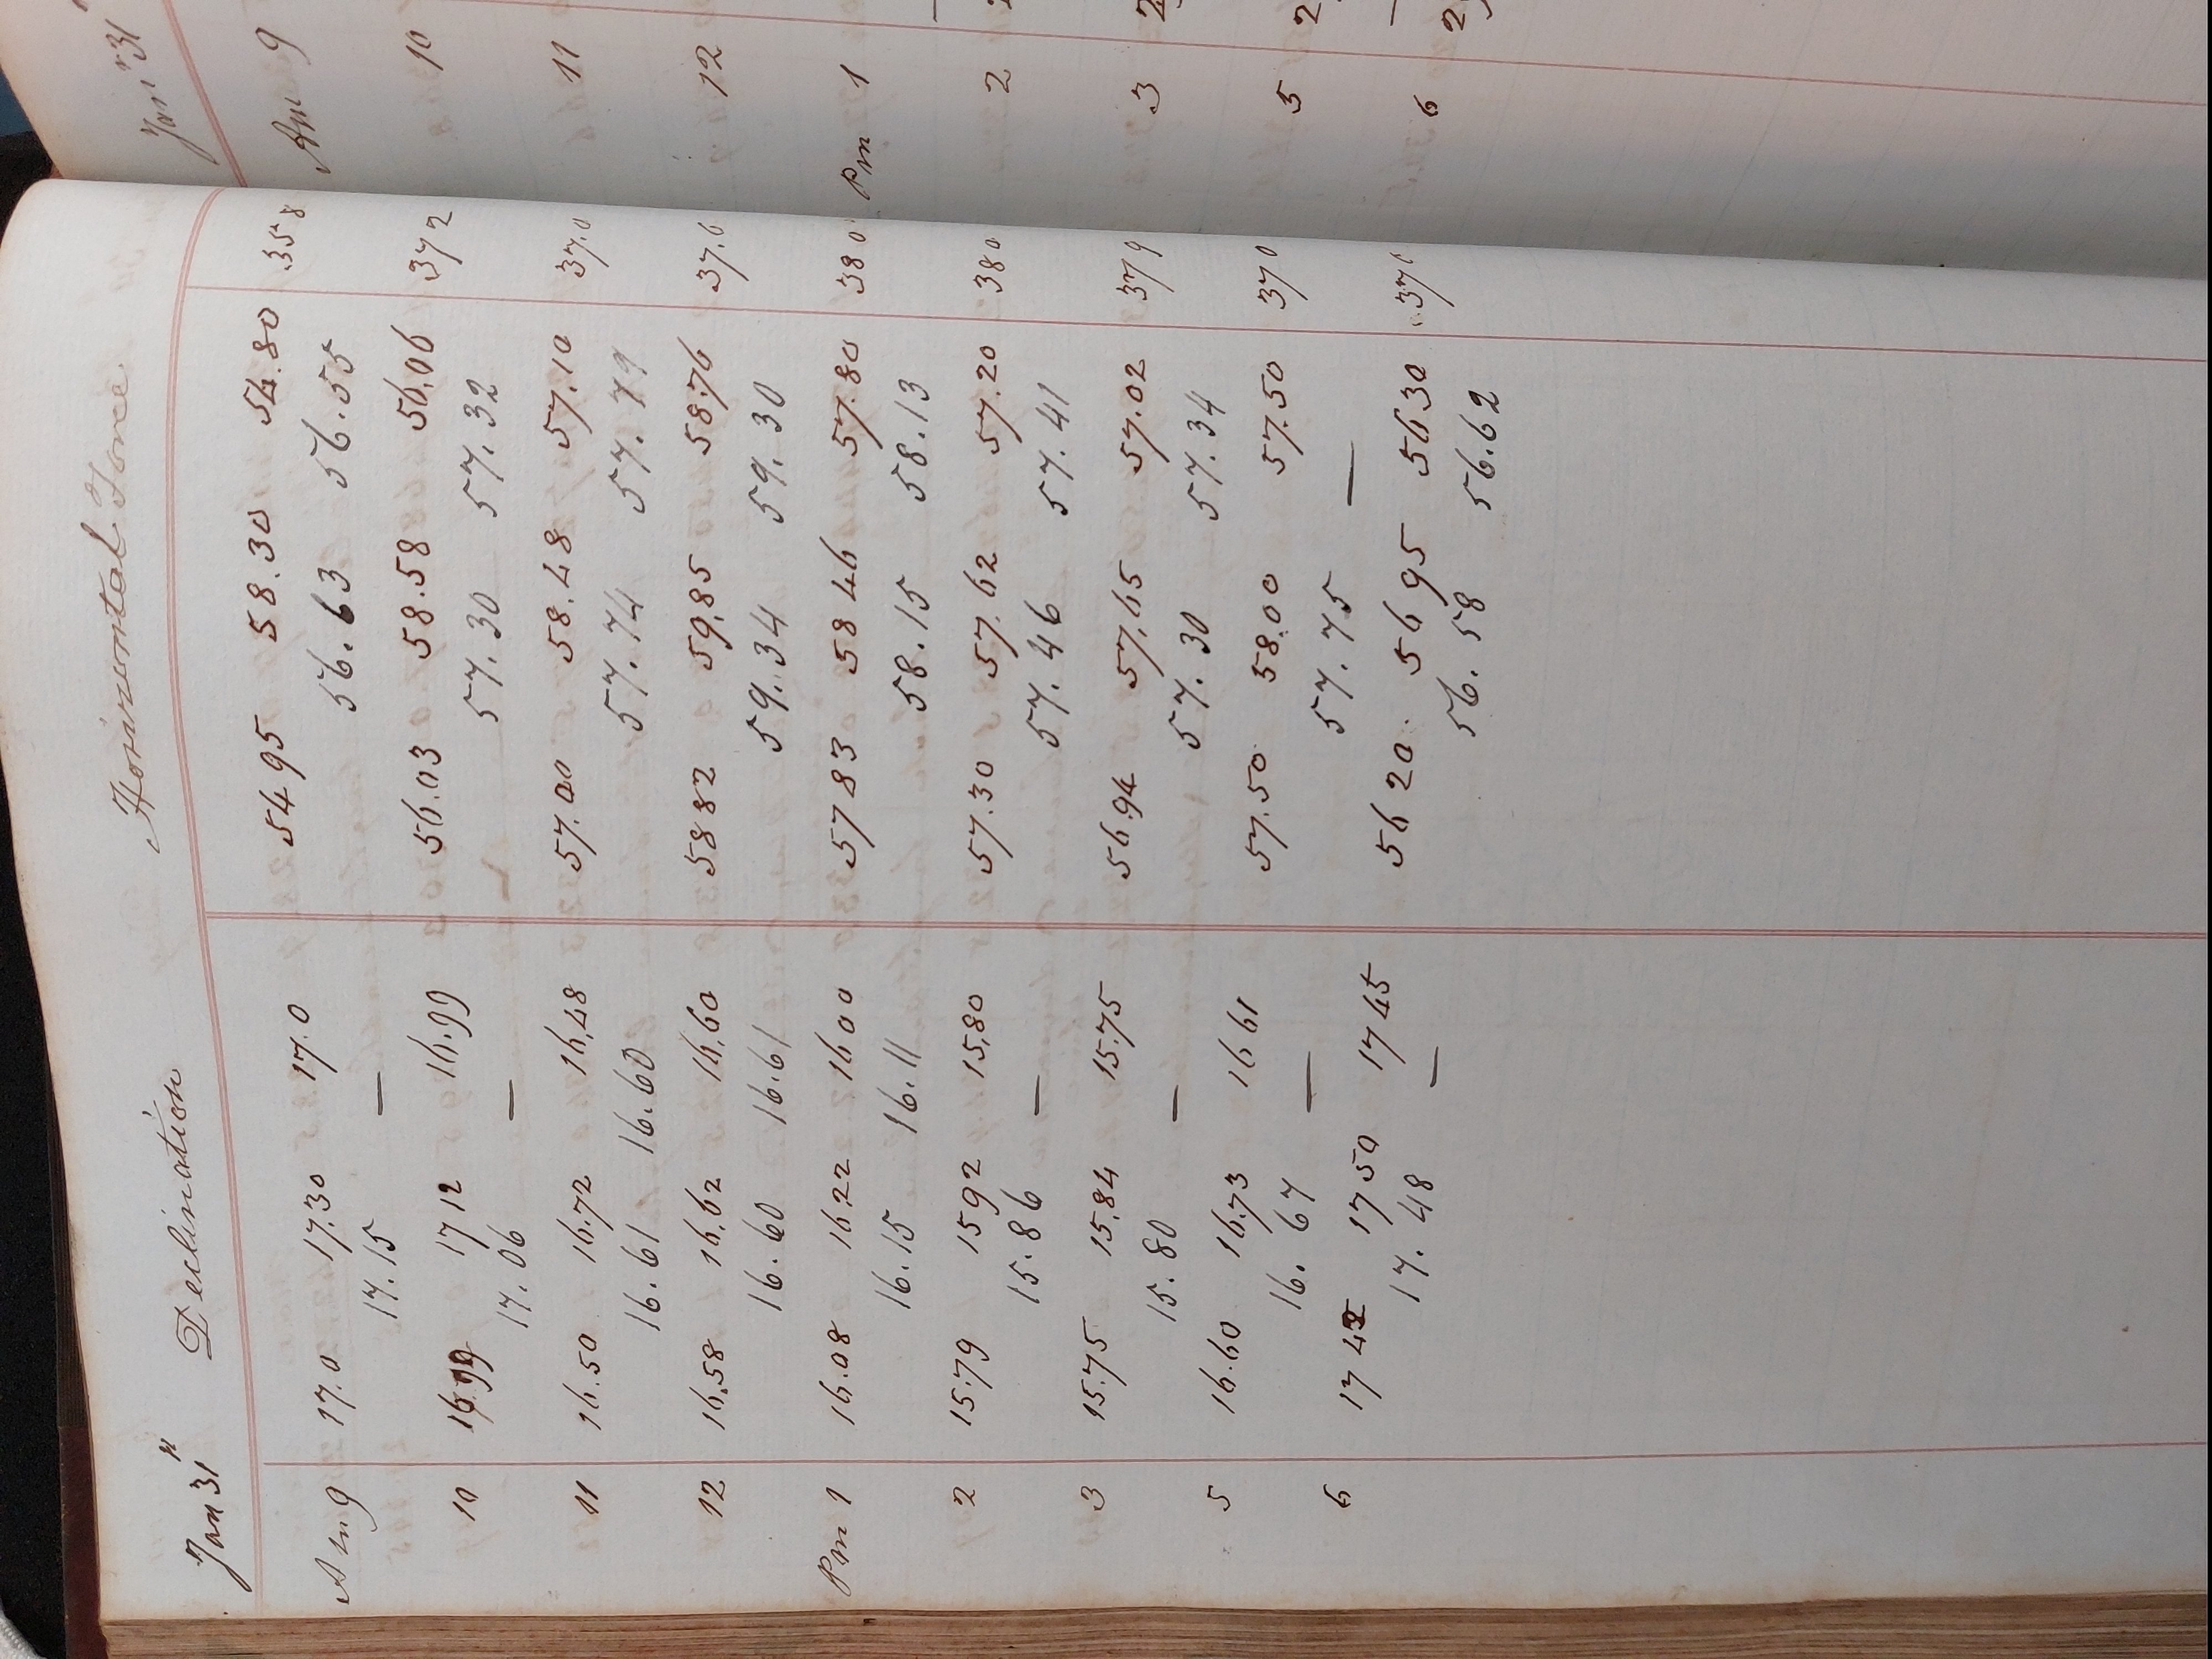 Jan 31st Declination Horizontal Force
Am 9 17.0 17.30 17.0 54 95 58.30 54.80 35 8
17.15 — 56.63 56.55
10 16.99 17 12 16.99 56.03 58.58 56.06 37 2
17.06 — 57.30 57.32
11 16.50 16.72 16.48 57.00 58.48 57.10 37.0
16.61 16.60 57.74 57.79
12 16.58 16.62 16.60 58 82 59.85 58.76 37.6
16.60 16.61 59.34 59.30
Pm 1 16.08 16 22 16 00 57 83 58 46 57.80 38 0
16.15 16.11 58.15 58.13
2 15.79 15 92 15.80 57.30 57.62 57.20 38 0
15.86 — 57.46 57.41
3 15.75 15.84 15.75 56.94 57.65 57.02 37 9
15.80 — 57.30 57.34
5 16.60 16.73 16 61 57.50 58.00 57.50 37 0
16.67 — 57.75 —
6 17 45 17 50 17 45 56 20 56 95 56 30 37
17.48 — 56.58 56.62
Jan 31
Am 9
10
11
12
Pm 1
2
3
5
6